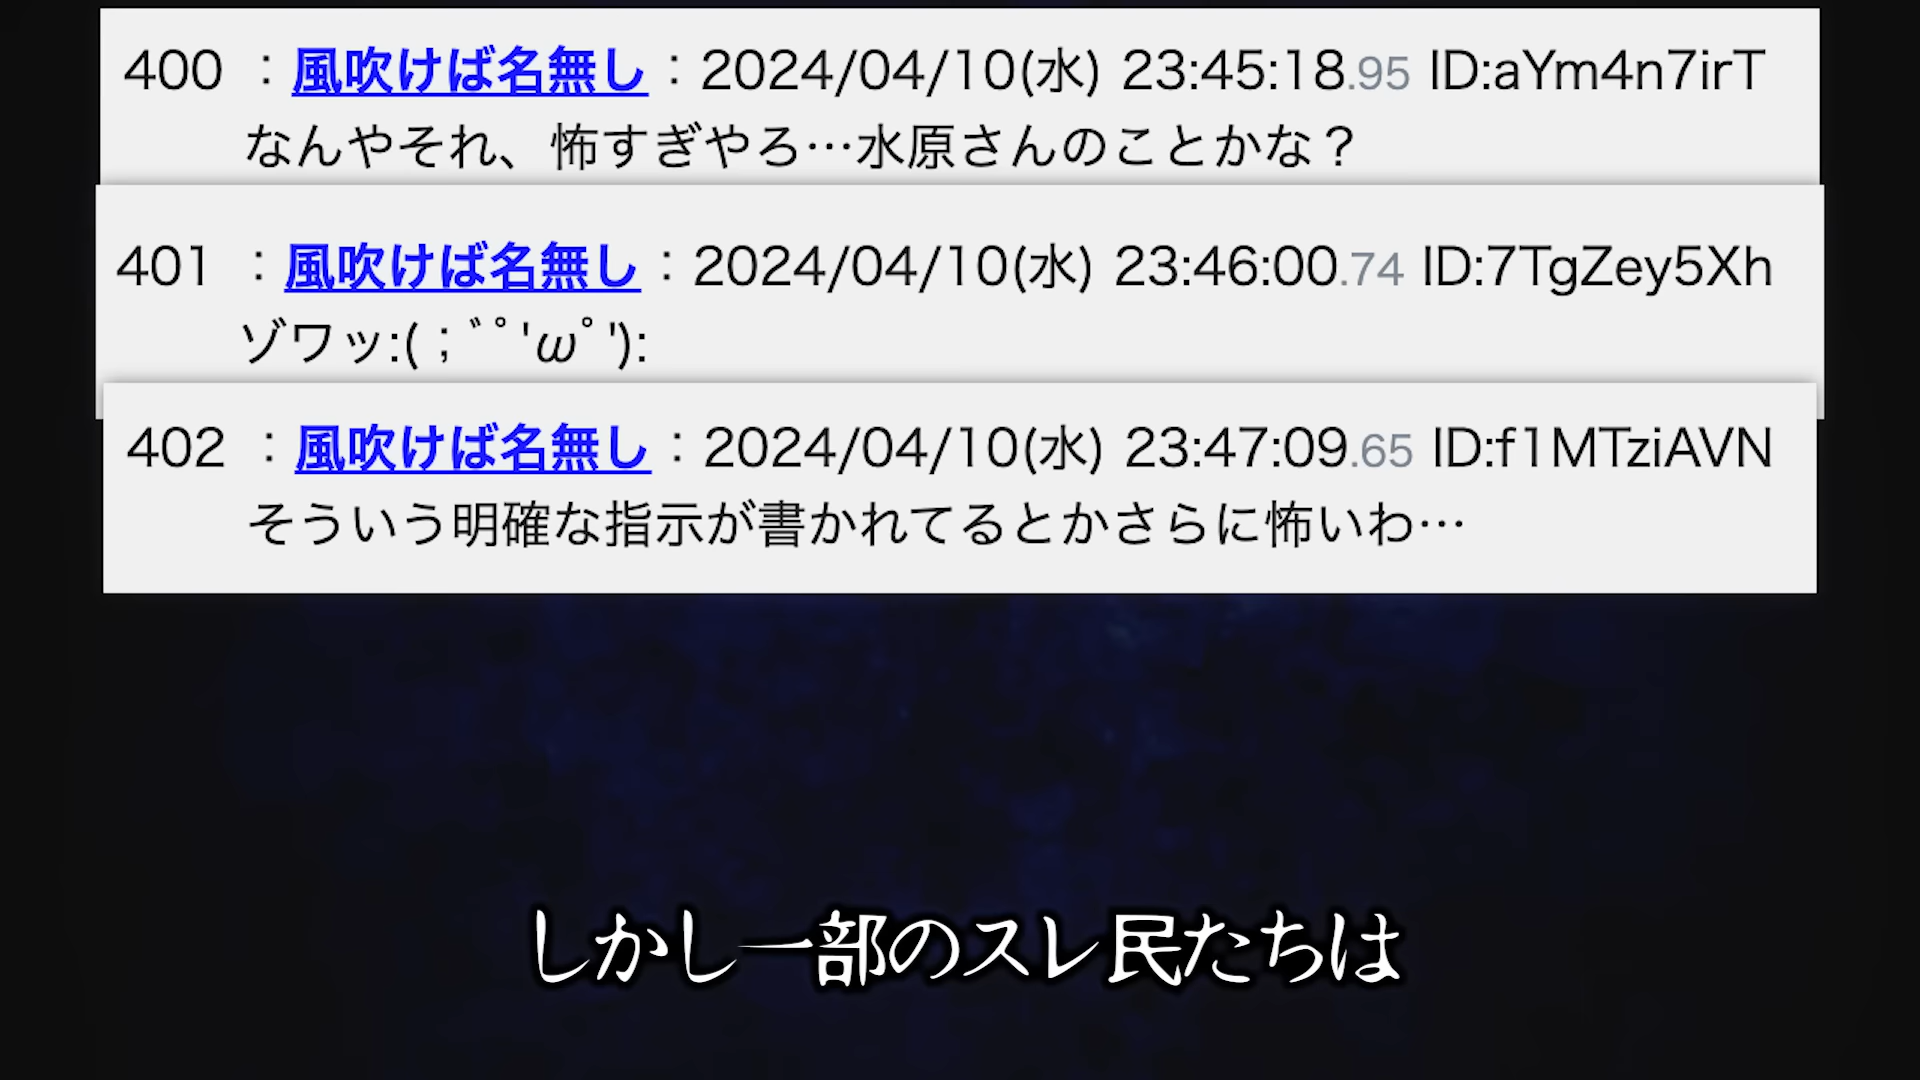 400 ：風吹けば名無し：2024/04/10(水) 23:45:18.95 ID:aYm4n7irT
なんやそれ、怖すぎやろ…水原さんのことかな？
401 ：風吹けば名無し：2024/04/10(水) 23:46:00.74 ID:7TgZey5Xh
ゾワッ:(；ﾞﾟ'ωﾟ'):
402 ：風吹けば名無し：2024/04/10(水) 23:47:09.65 ID:f1MTziAVN
そういう明確な指示が書かれてるとかさらに怖いわ…
しかし一部のスレ民たちは